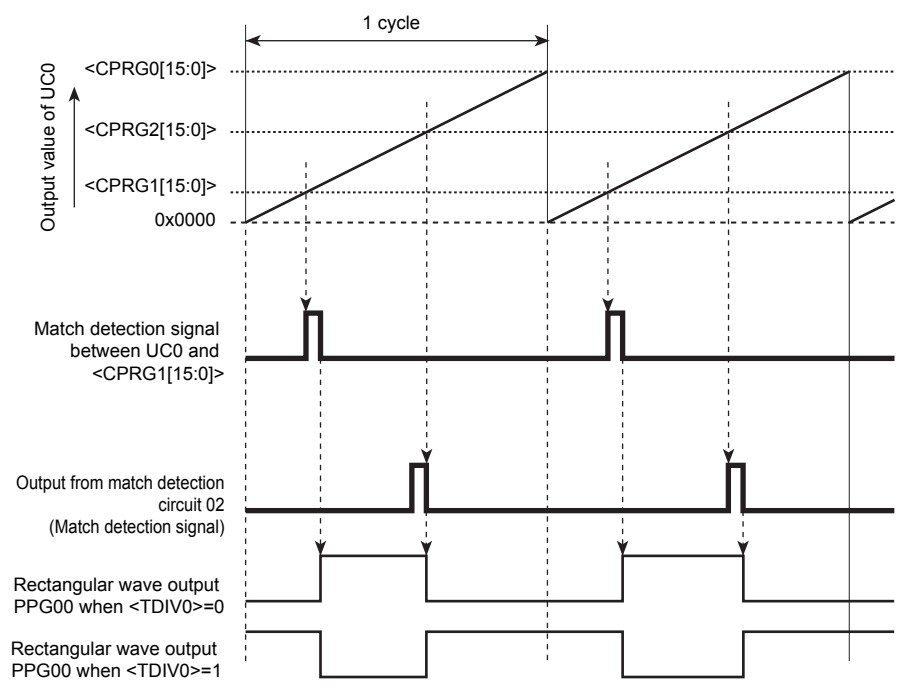 1 cycle
Output value of UC0
<CPRG0[15:0]>
<CPRG2[15:0]>
<CPRG1[15:0]>
0x0000
Match detection signal
between UC0 and
<CPRG1[15:0]>
Output from match detection
circuit 02
(Match detection signal)
Rectangular wave output
PPG00 when <TDIV0>=0
Rectangular wave output
PPG00 when <TDIV0>=1